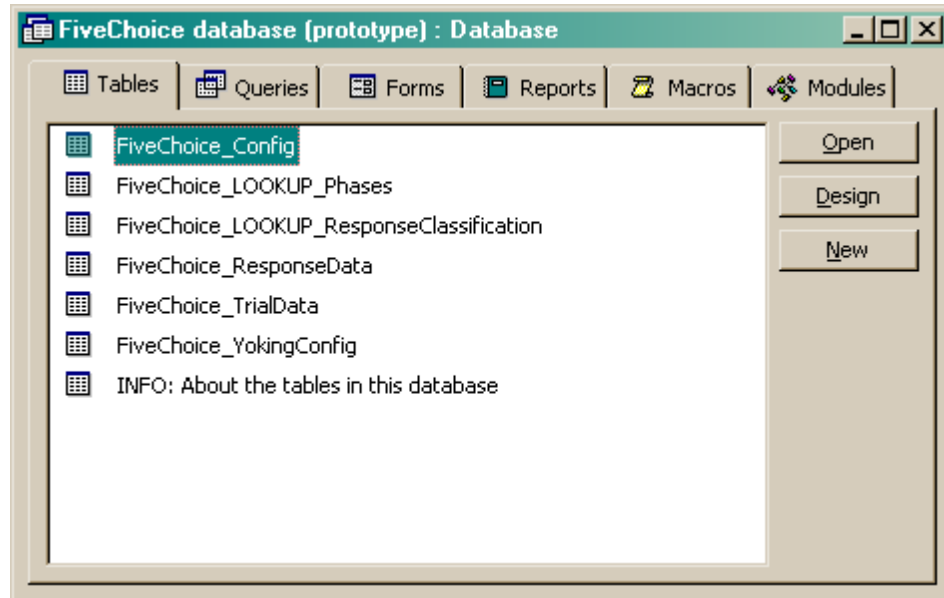 FiveChoice database (prototype) : Database
Tables Queries Forms Reports Macros Modules
FiveChoice_Config
FiveChoice_LOOKUP_Phases
FiveChoice_LOOKUP_ResponseClassification
FiveChoice_ResponseData
FiveChoice_TrialData
FiveChoice_YokingConfig
INFO: About the tables in this database
Open
Design
New